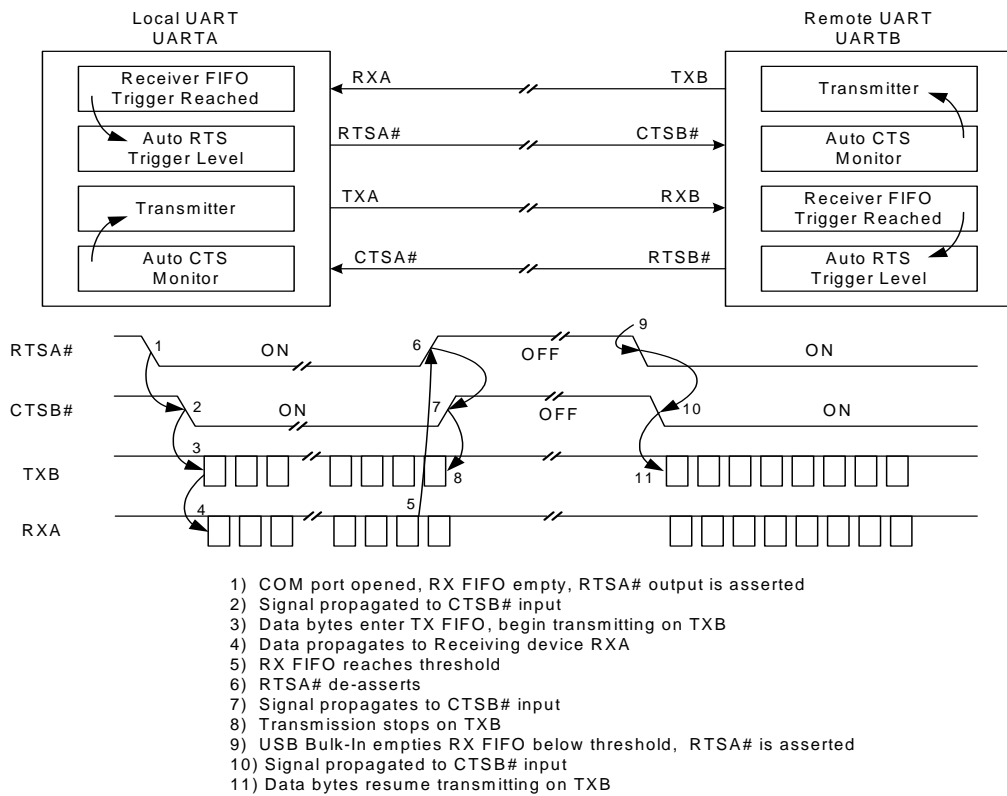 Local UART
UARTA
Remote UART
UARTB
Receiver FIFO
Trigger Reached
Auto RTS
Trigger Level
Transmitter
Auto CTS
Monitor
RXA
TXB
RTSA#
CTSB#
TXA
RXB
CTSA#
RTSB#
Transmitter
Auto CTS
Monitor
Receiver FIFO
Trigger Reached
Auto RTS
Trigger Level
RTSA#
1
ON
6
OFF
9
ON
CTSB#
2
ON
7
OFF
10
ON
TXB
3
8
11
RXA
4
5
1) COM port opened, RX FIFO empty, RTSA# output is asserted
2) Signal propagated to CTSB# input
3) Data bytes enter TX FIFO, begin transmitting on TXB
4) Data propagates to Receiving device RXA
5) RX FIFO reaches threshold
6) RTSA# de-asserts
7) Signal propagates to CTSB# input
8) Transmission stops on TXB
9) USB Bulk-In empties RX FIFO below threshold, RTSA# is asserted
10) Signal propagated to CTSB# input
11) Data bytes resume transmitting on TXB